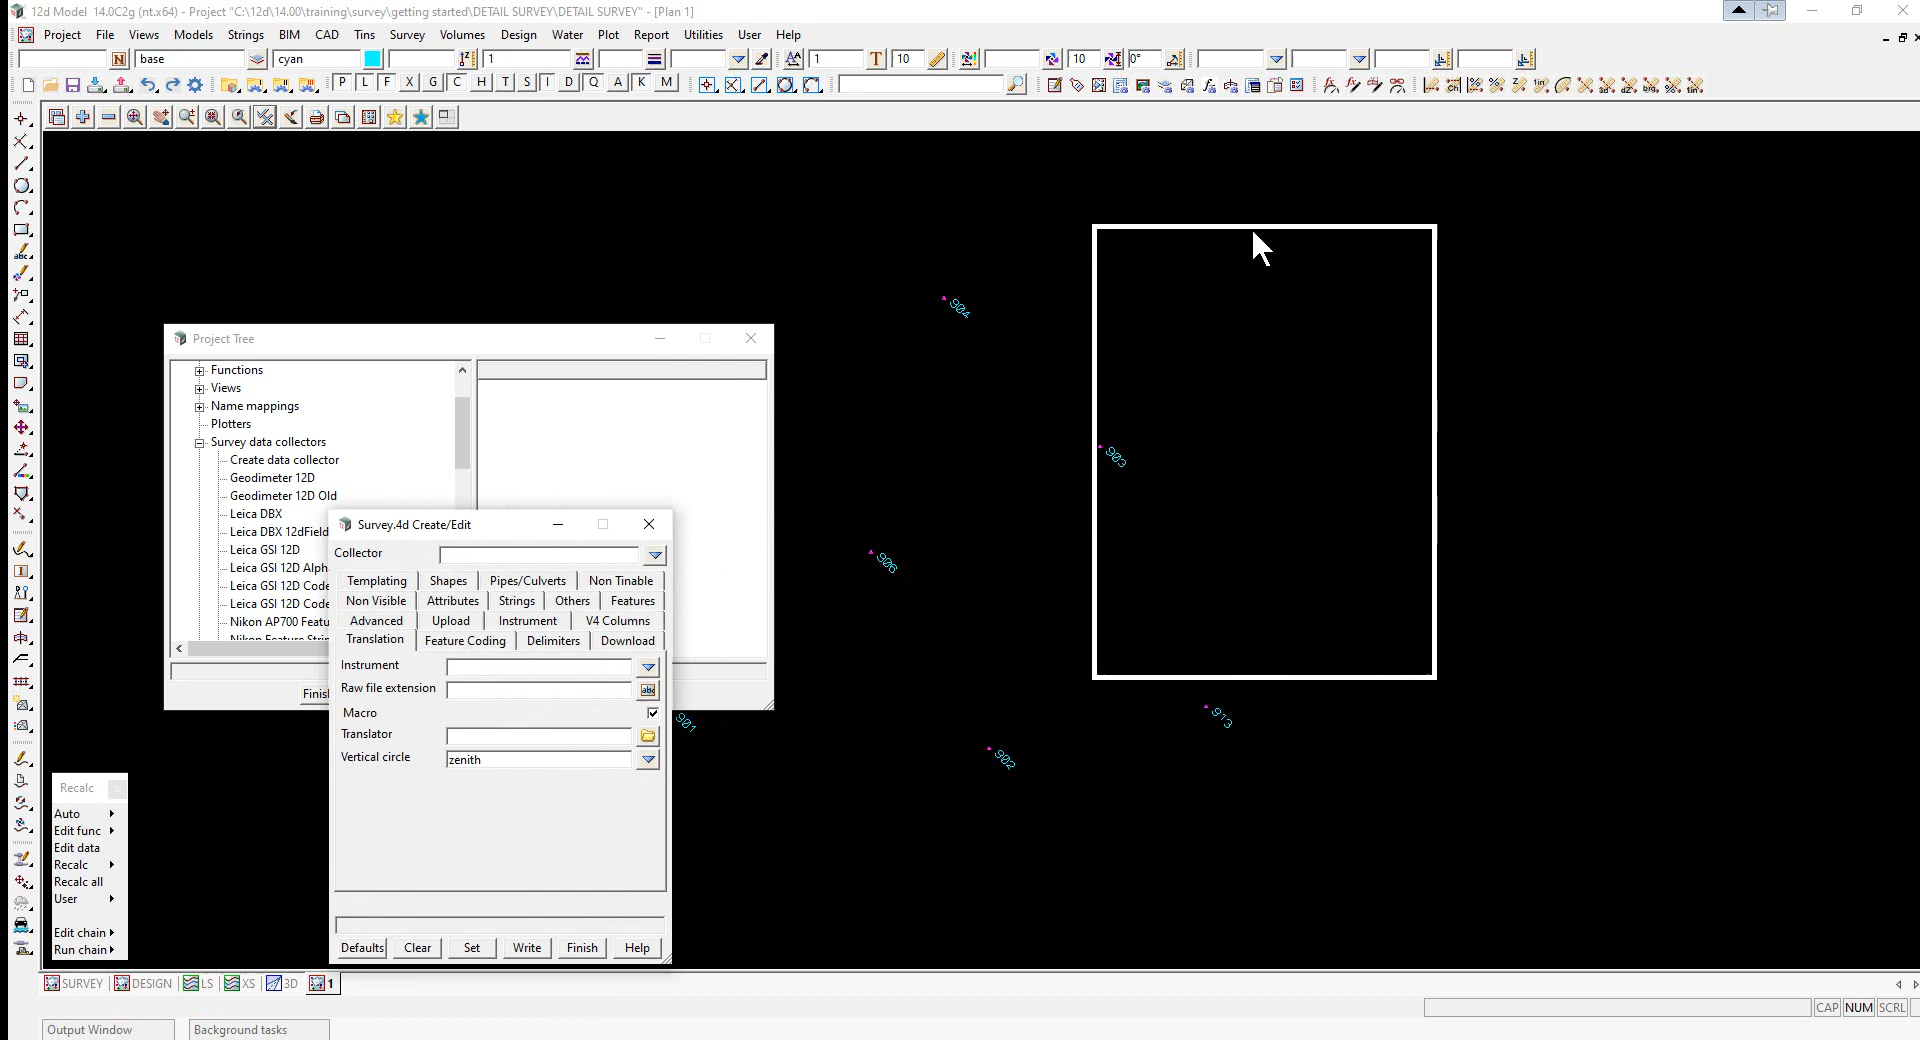 12d Model 14.0C2g (nt.x64) - Project "C:\12d\14.00\training\survey\getting started\DETAIL SURVEY\DETAIL SURVEY" - [Plan 1]
Project File Views Models Strings BIM CAD Tins Survey Volumes Design Water Plot Report Utilities User Help
N base cyan 1 1 T 10 10 0°
P L F X G C H T S I D Q A K M
904
903
906
901
913
902
Project Tree
Functions
Views
Name mappings
Plotters
Survey data collectors
Create data collector
Geodimeter 12D
Geodimeter 12D Old
Leica DBX
Leica DBX 12dField
Leica GSI 12D
Leica GSI 12D Alph
Leica GSI 12D Code
Leica GSI 12D Code
Nikon AP700 Featu
Nikon Feature Strin
Finish
Survey.4d Create/Edit
Collector
Templating Shapes Pipes/Culverts Non Tinable
Non Visible Attributes Strings Others Features
Advanced Upload Instrument V4 Columns
Translation Feature Coding Delimiters Download
Instrument
Raw file extension abc
Macro
Translator
Vertical circle zenith
Defaults Clear Set Write Finish Help
Recalc
Auto
Edit func
Edit data
Recalc
Recalc all
User
Edit chain
Run chain
SURVEY DESIGN LS XS 3D 1
CAP NUM SCRL
Output Window Background tasks